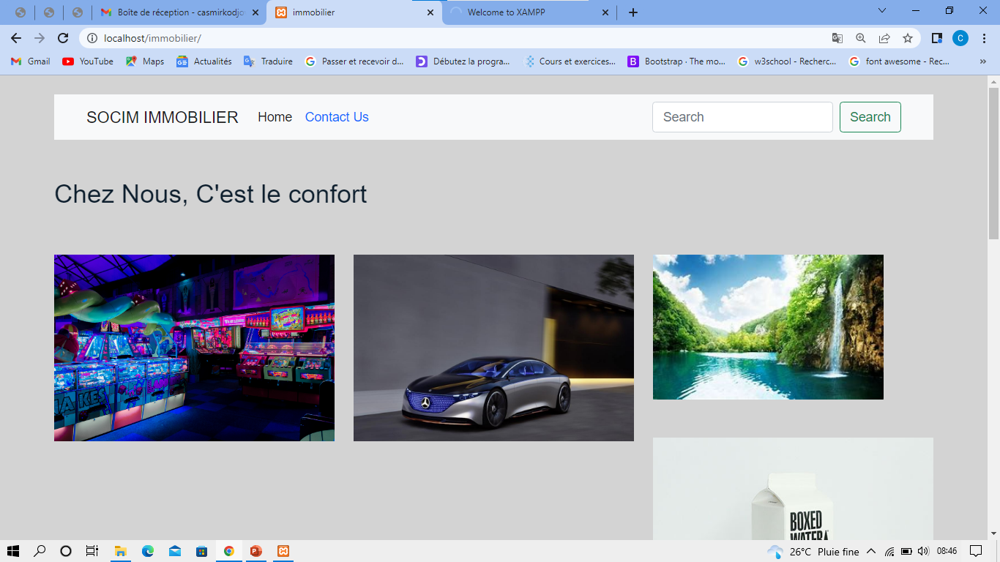 Boîte de réception - casmirkodjo
immobilier
Welcome to XAMPP
localhost/immobilier/
C
Gmail
YouTube
Maps
Actualités
Traduire
Passer et recevoir d...
Débutez la progra...
Cours et exercices...
Bootstrap · The mo...
w3school - Recherc...
font awesome - Rec...
»
SOCIM IMMOBILIER
Home
Contact Us
Search
Search
Chez Nous, C'est le confort
BOXED
WATER
26°C Pluie fine
08:46